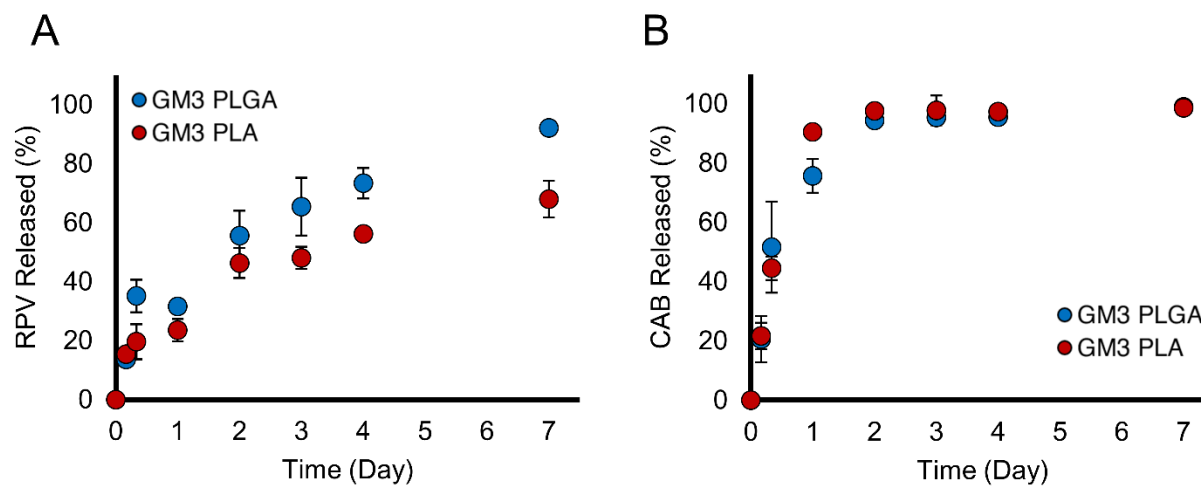 A
GM3 PLGA
GM3 PLA
RPV Released (%)
100
80
60
40
20
0
0 1 2 3 4 5 6 7
Time (Day)
B
CAB Released (%)
100
80
60
40
20
0
GM3 PLGA
GM3 PLA
0 1 2 3 4 5 6 7
Time (Day)